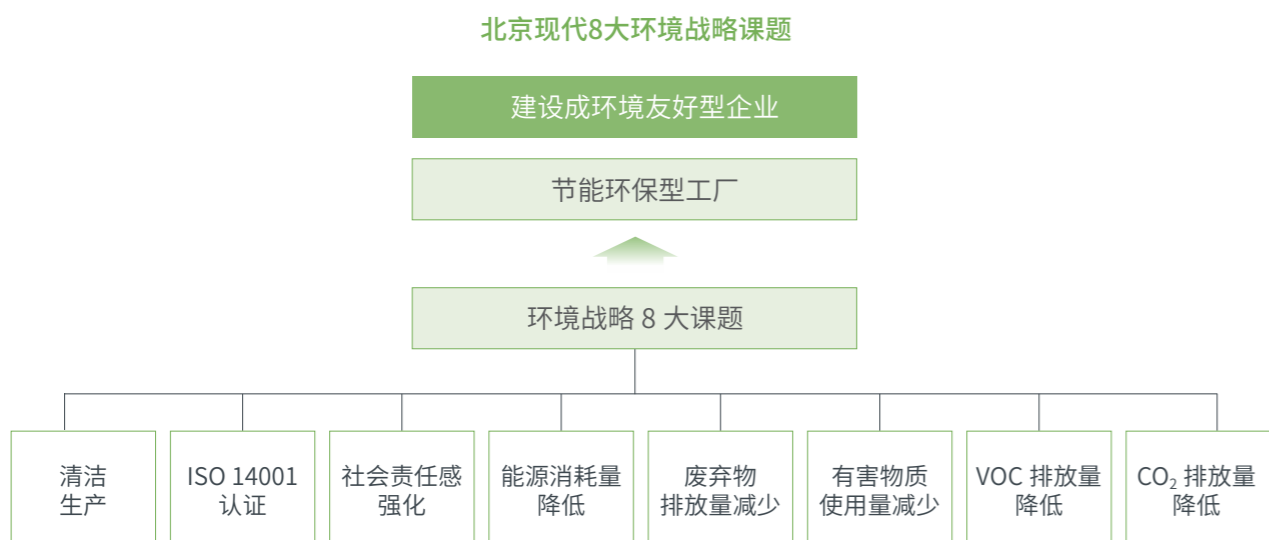 北京现代8大环境战略课题
建设成环境友好型企业
节能环保型工厂
环境战略 8 大课题
清洁
生产
ISO 14001
认证
社会责任感
强化
能源消耗量
降低
废弃物
排放量减少
有害物质
使用量减少
VOC 排放量
降低
CO₂ 排放量
降低